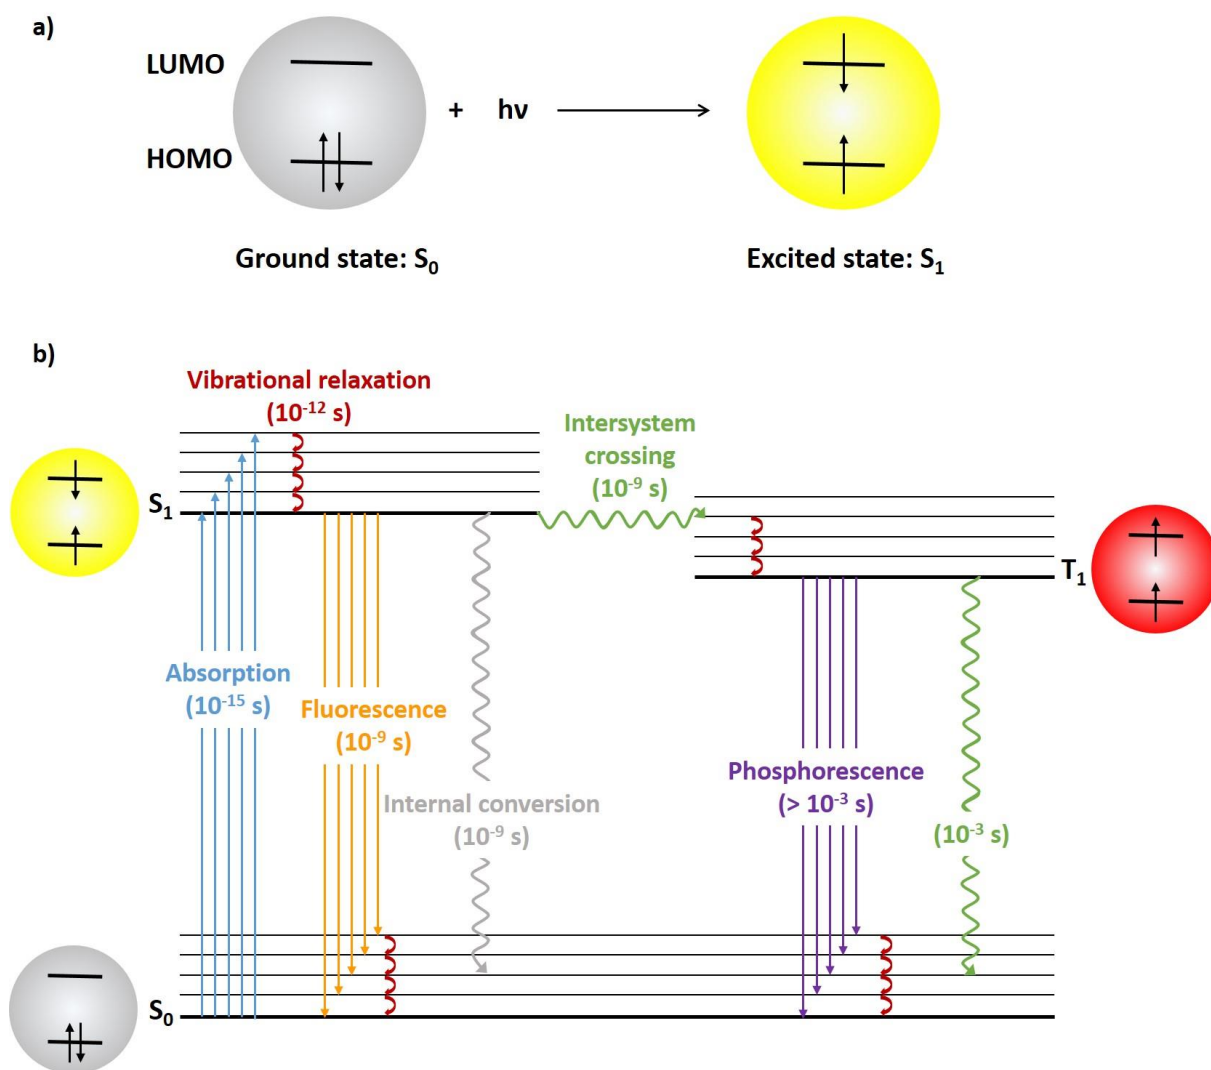 a)
LUMO
HOMO
+ hν
Ground state: S₀
Excited state: S₁
b)
Vibrational relaxation
(10⁻¹² s)
Intersystem
crossing
(10⁻⁹ s)
S₁
T₁
Absorption
(10⁻¹⁵ s)
Fluorescence
(10⁻⁹ s)
Internal conversion
(10⁻⁹ s)
Phosphorescence
(> 10⁻³ s)
(10⁻³ s)
S₀